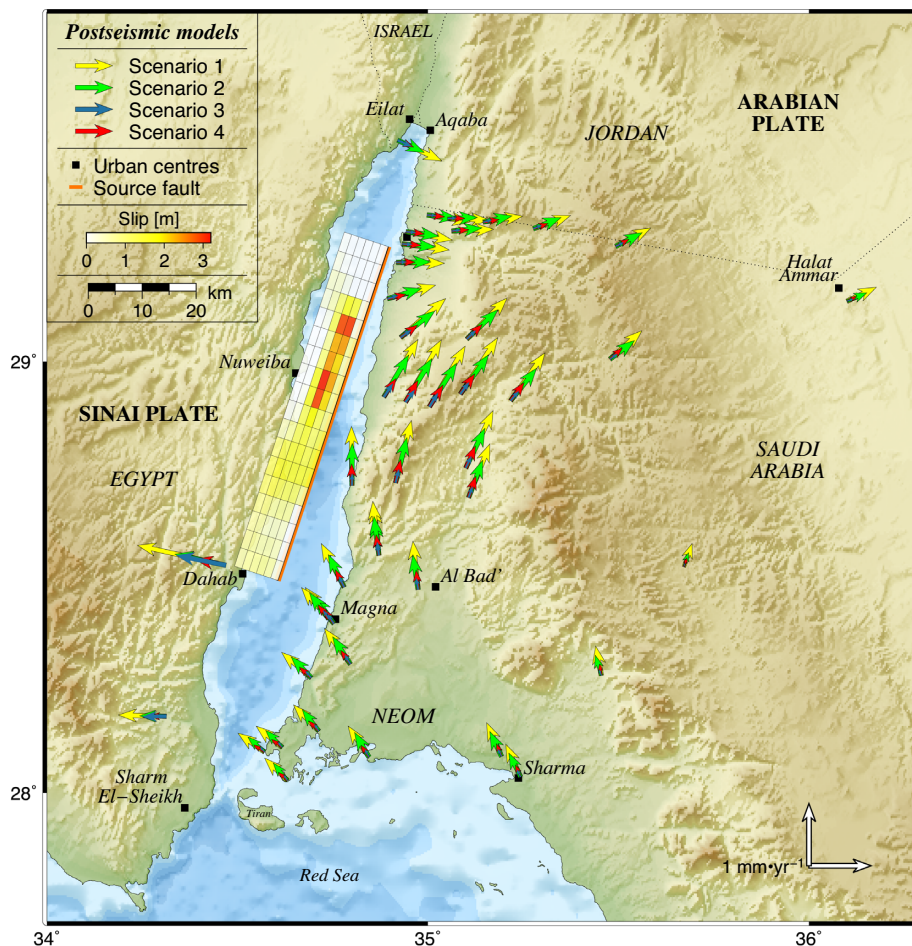 Postseismic models
Scenario 1
Scenario 2
Scenario 3
Scenario 4
Urban centres
Source fault
Slip [m]
0 1 2 3
km
0 10 20
ISRAEL
Eilat
Aqaba
JORDAN
ARABIAN
PLATE
Halat
Ammar
29°
Nuweiba
SINAI PLATE
EGYPT
SAUDI
ARABIA
Dahab
Al Bad'
Magna
NEOM
Sharma
28°
Sharm
El−Sheikh
Tiran
1 mm·yr⁻¹
Red Sea
34° 35° 36°